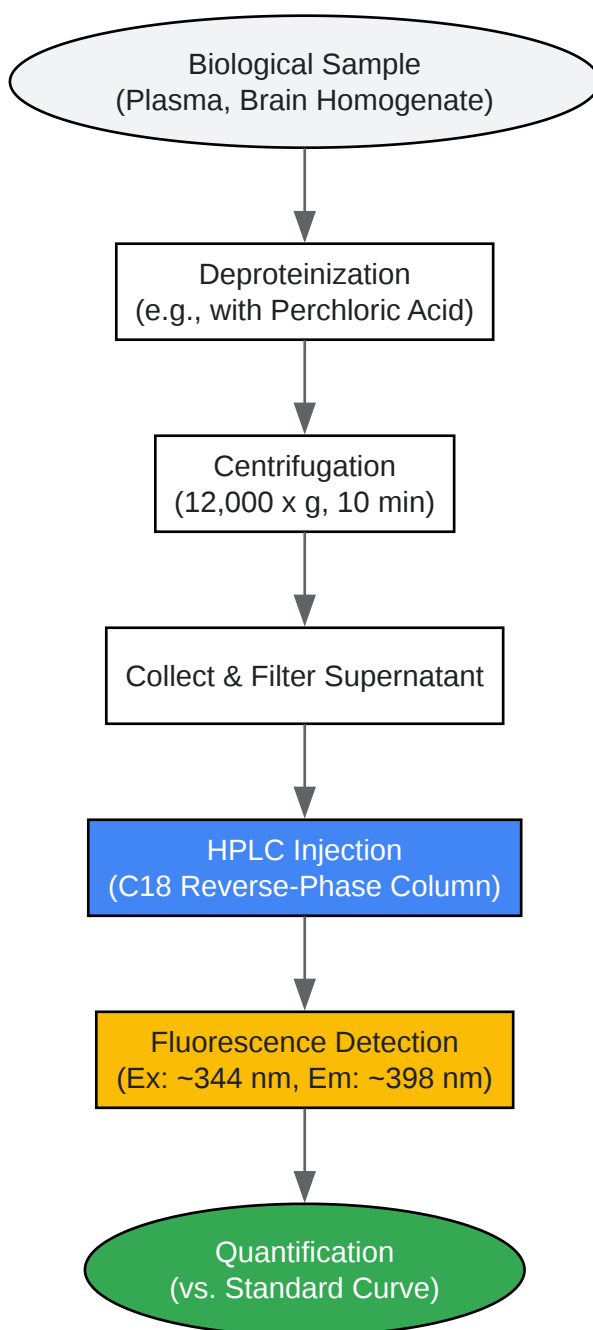 Biological Sample
(Plasma, Brain Homogenate)
Deproteinization
(e.g., with Perchloric Acid)
Centrifugation
(12,000 x g, 10 min)
Collect & Filter Supernatant
HPLC Injection
(C18 Reverse-Phase Column)
Fluorescence Detection
(Ex: ~344 nm, Em: ~398 nm)
Quantification
(vs. Standard Curve)